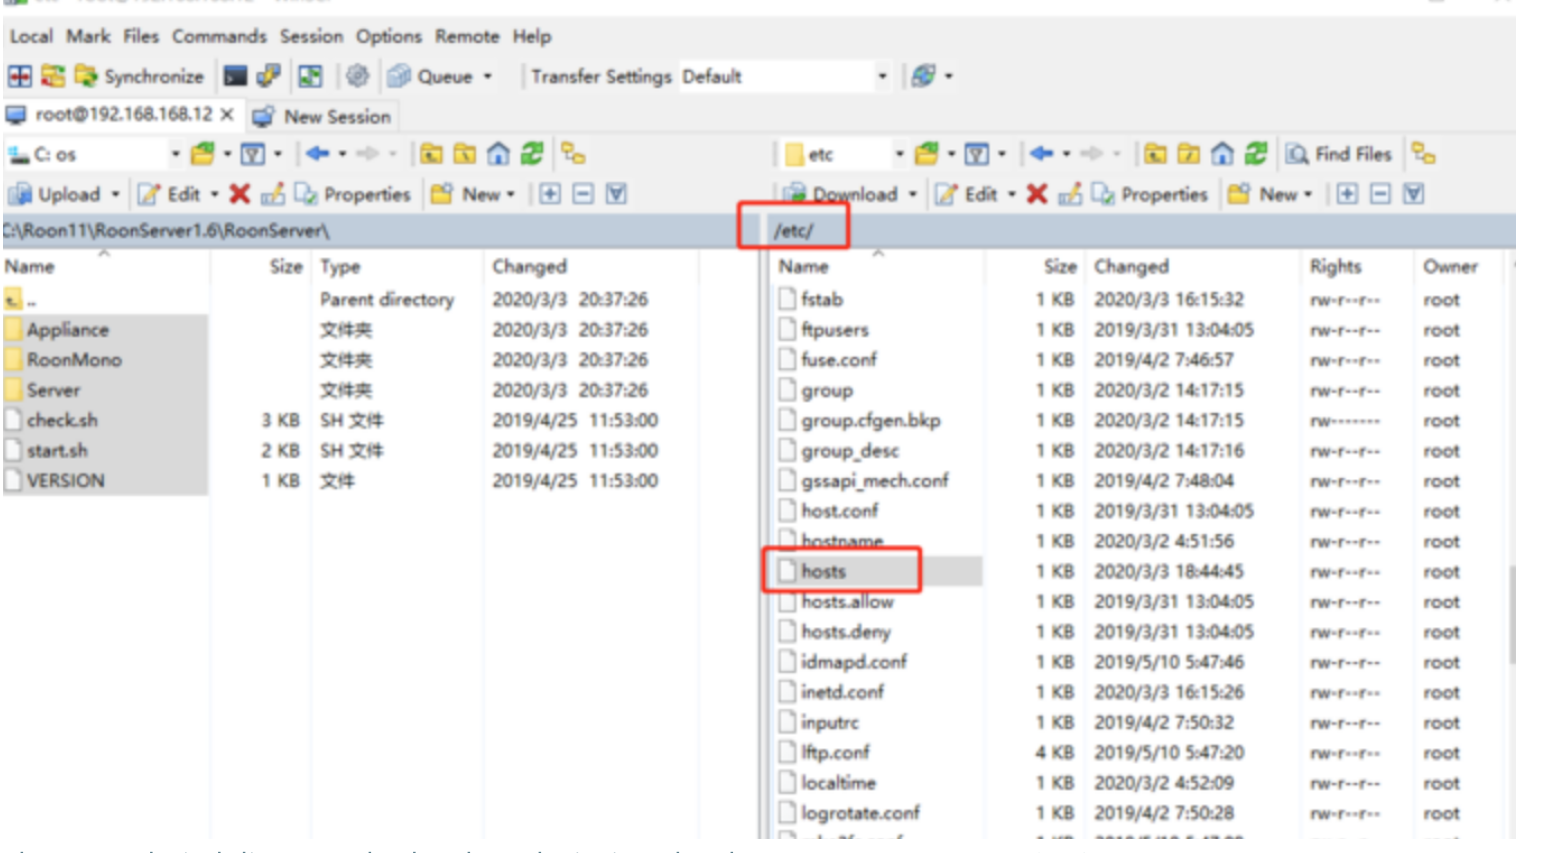 Local Mark Files Commands Session Options Remote Help
Synchronize Queue Transfer Settings Default
root@192.168.168.12 × New Session
C: os
Upload Edit Properties New
C:\Roon11\RoonServer1.6\RoonServer\
Name Size Type Changed
.. Parent directory 2020/3/3 20:37:26
Appliance 文件夹 2020/3/3 20:37:26
RoonMono 文件夹 2020/3/3 20:37:26
Server 文件夹 2020/3/3 20:37:26
check.sh 3 KB SH 文件 2019/4/25 11:53:00
start.sh 2 KB SH 文件 2019/4/25 11:53:00
VERSION 1 KB 文件 2019/4/25 11:53:00
etc Find Files
Download Edit Properties New
/etc/
Name Size Changed Rights Owner
fstab 1 KB 2020/3/3 16:15:32 rw-r--r-- root
ftpusers 1 KB 2019/3/31 13:04:05 rw-r--r-- root
fuse.conf 1 KB 2019/4/2 7:46:57 rw-r--r-- root
group 1 KB 2020/3/2 14:17:15 rw-r--r-- root
group.cfgen.bkp 1 KB 2020/3/2 14:17:15 rw------- root
group_desc 1 KB 2020/3/2 14:17:16 rw-r--r-- root
gssapi_mech.conf 1 KB 2019/4/2 7:48:04 rw-r--r-- root
host.conf 1 KB 2019/3/31 13:04:05 rw-r--r-- root
hostname 1 KB 2020/3/2 4:51:56 rw-r--r-- root
hosts 1 KB 2020/3/3 18:44:45 rw-r--r-- root
hosts.allow 1 KB 2019/3/31 13:04:05 rw-r--r-- root
hosts.deny 1 KB 2019/3/31 13:04:05 rw-r--r-- root
idmapd.conf 1 KB 2019/5/10 5:47:46 rw-r--r-- root
inetd.conf 1 KB 2020/3/3 16:15:26 rw-r--r-- root
inputrc 1 KB 2019/4/2 7:50:32 rw-r--r-- root
lftp.conf 4 KB 2019/5/10 5:47:20 rw-r--r-- root
localtime 1 KB 2020/3/2 4:52:09 rw-r--r-- root
logrotate.conf 1 KB 2019/4/2 7:50:28 rw-r--r-- root